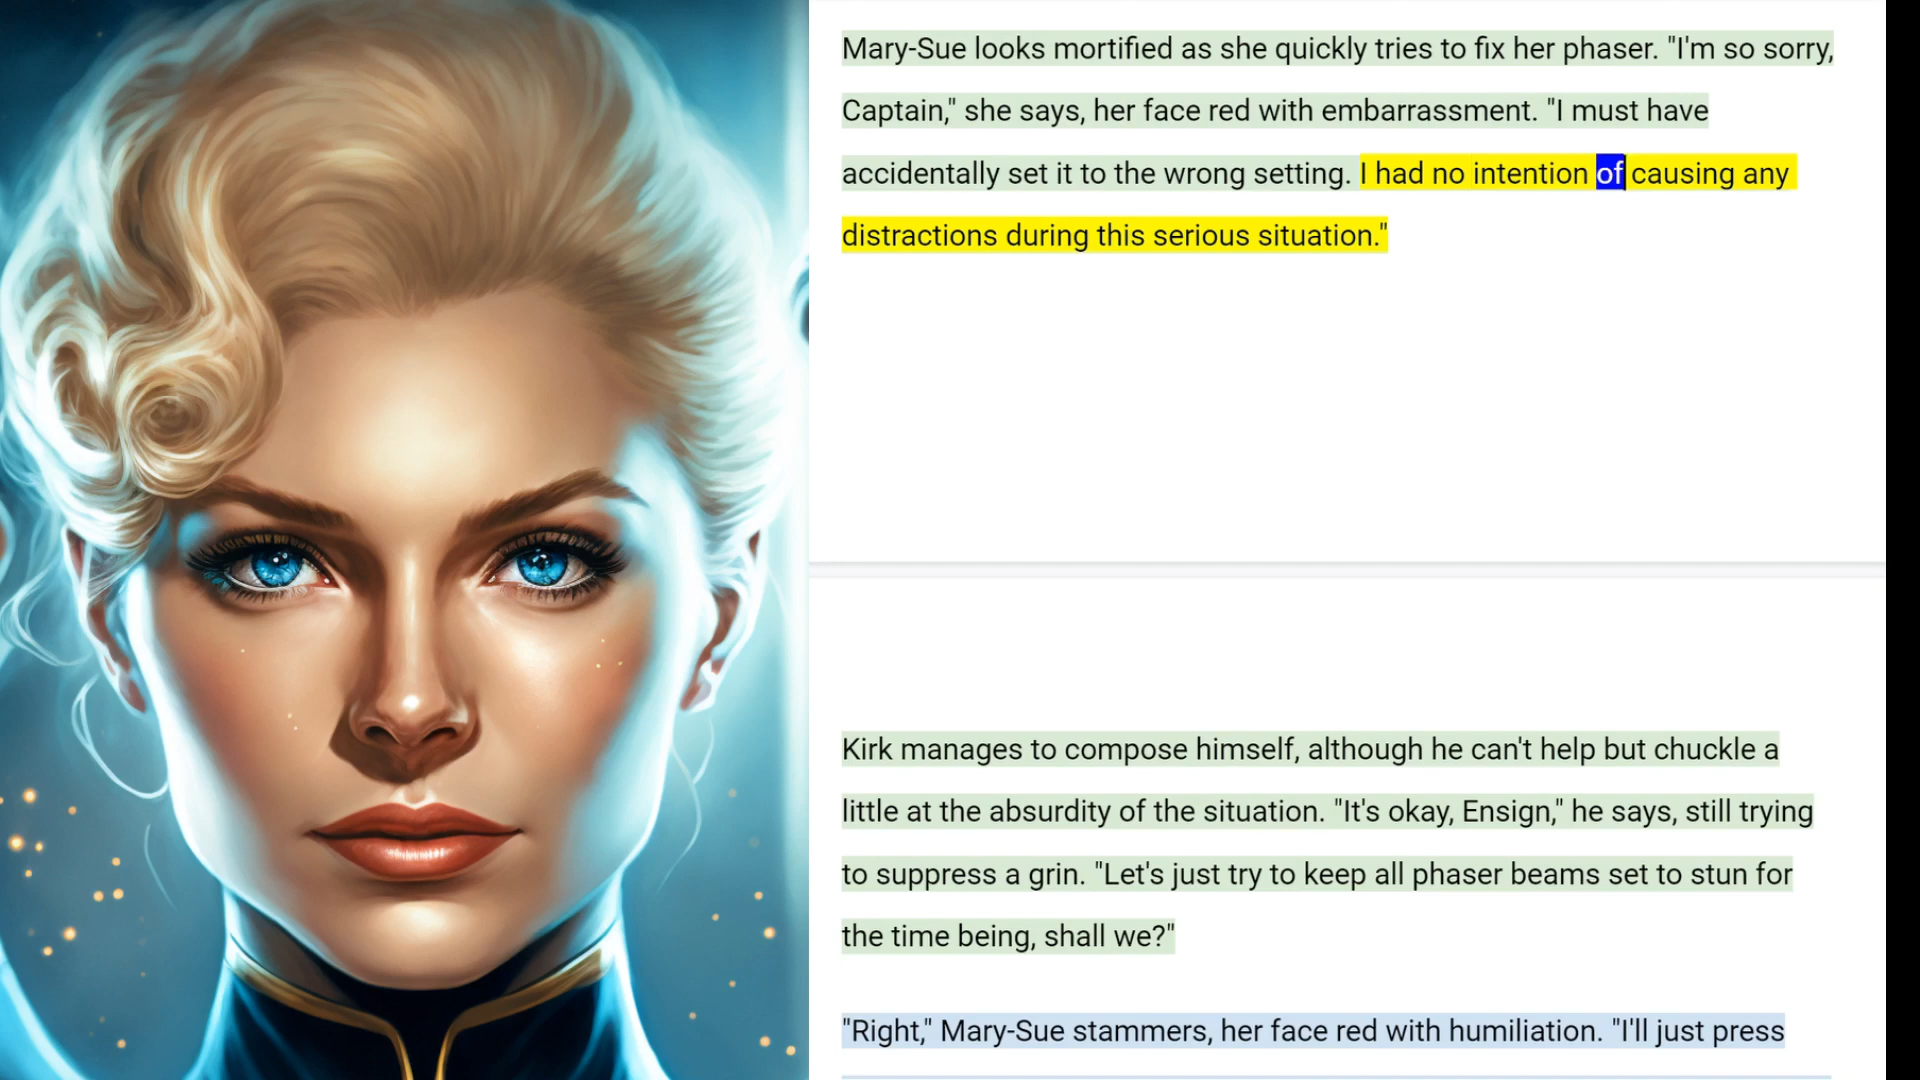 Mary-Sue looks mortified as she quickly tries to fix her phaser. "I'm so sorry,
Captain," she says, her face red with embarrassment. "I must have
accidentally set it to the wrong setting. I had no intention of causing any
distractions during this serious situation."
Kirk manages to compose himself, although he can't help but chuckle a
little at the absurdity of the situation. "It's okay, Ensign," he says, still trying
to suppress a grin. "Let's just try to keep all phaser beams set to stun for
the time being, shall we?"
"Right," Mary-Sue stammers, her face red with humiliation. "I'll just press